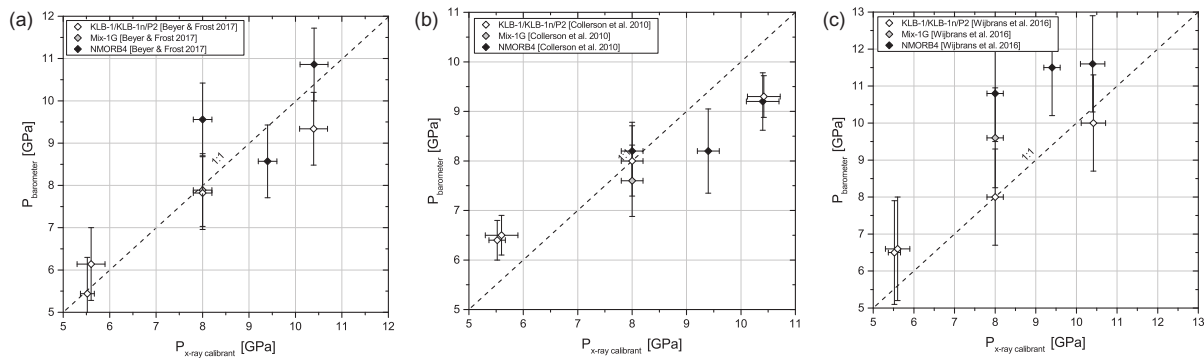 (a)
KLB-1/KLB-1n/P2 [Beyer & Frost 2017]
Mix-1G [Beyer & Frost 2017]
NMORB4 [Beyer & Frost 2017]
12
11
10
9
8
7
6
5
P barometer [GPa]
1:1
5 6 7 8 9 10 11 12
P x-ray calibrant [GPa]
(b)
KLB-1/KLB-1n/P2 [Collerson et al. 2010]
Mix-1G [Collerson et al. 2010]
NMORB4 [Collerson et al. 2010]
11
10
9
8
7
6
5
P barometer [GPa]
1:1
5 6 7 8 9 10 11
P x-ray calibrant [GPa]
(c)
KLB-1/KLB-1n/P2 [Wijbrans et al. 2016]
Mix-1G [Wijbrans et al. 2016]
NMORB4 [Wijbrans et al. 2016]
13
12
11
10
9
8
7
6
5
P barometer [GPa]
1:1
5 6 7 8 9 10 11 12 13
P x-ray calibrant [GPa]